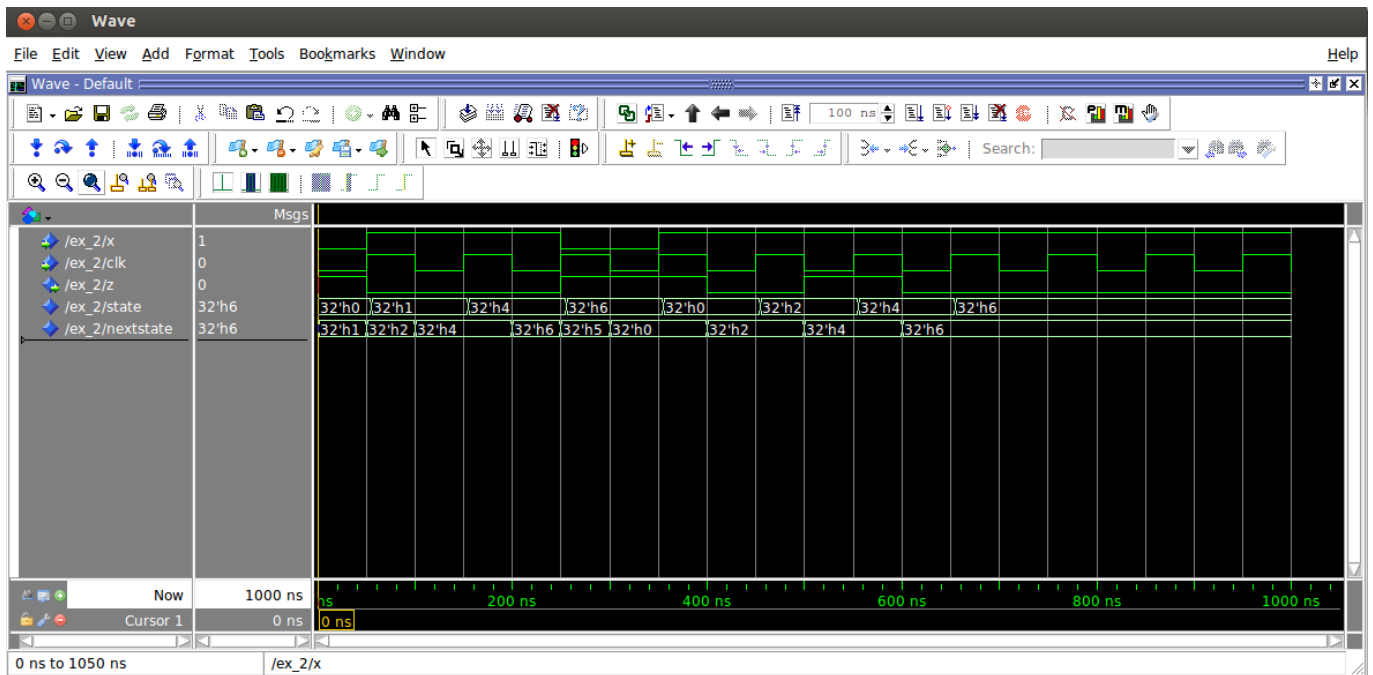 Wave
File Edit View Add Format Tools Bookmarks Window Help
Wave - Default
100 ns
Search:
Msgs
/ex_2/x 1
/ex_2/clk 0
/ex_2/z 0
/ex_2/state 32'h6 32'h0 32'h1 32'h4 32'h6 32'h0 32'h2 32'h4 32'h6
/ex_2/nextstate 32'h6 32'h1 32'h2 32'h4 32'h6 32'h5 32'h0 32'h2 32'h4 32'h6
Now 1000 ns ns 200 ns 400 ns 600 ns 800 ns 1000 ns
Cursor 1 0 ns 0 ns
0 ns to 1050 ns /ex_2/x